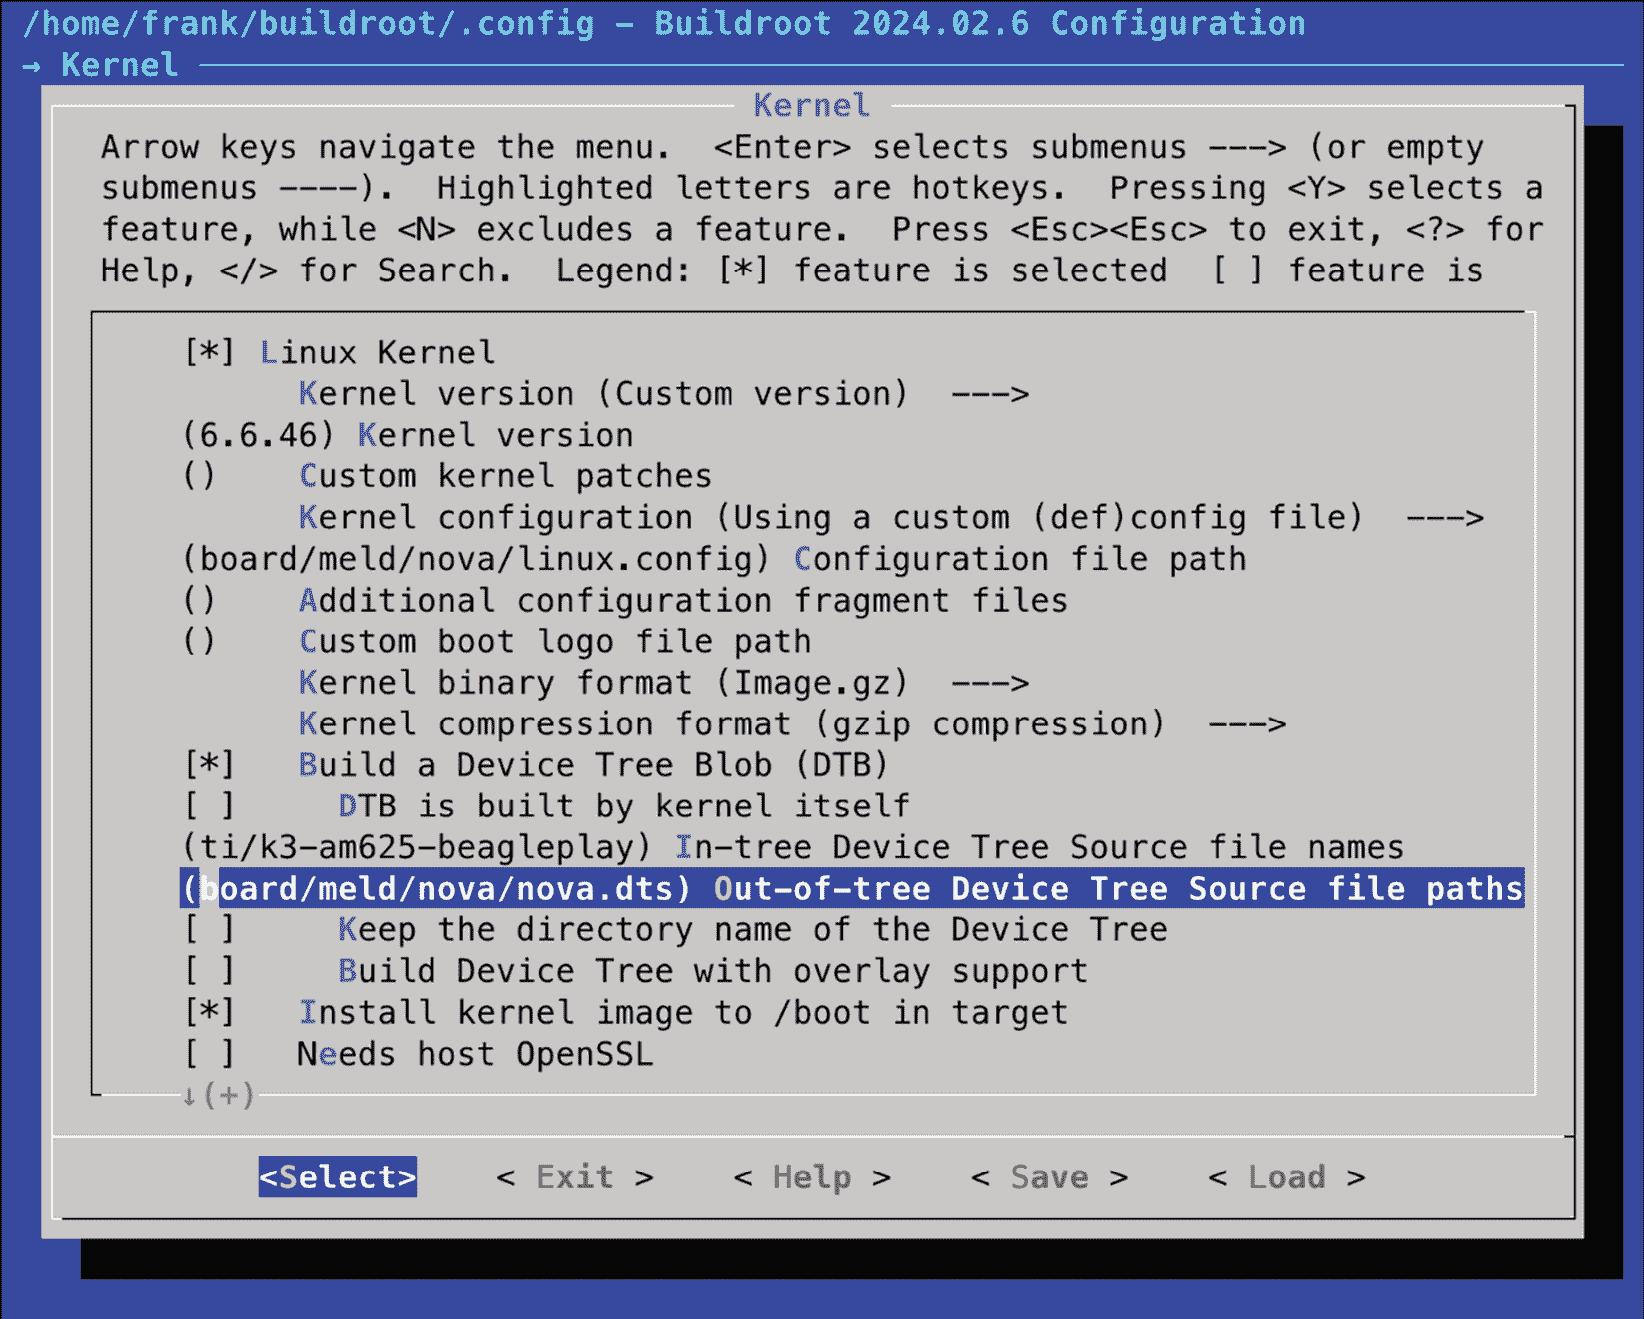 /home/frank/buildroot/.config – Buildroot 2024.02.6 Configuration
→ Kernel
Kernel
Arrow keys navigate the menu.  <Enter> selects submenus ---> (or empty
submenus ----).  Highlighted letters are hotkeys.  Pressing <Y> selects a
feature, while <N> excludes a feature.  Press <Esc><Esc> to exit, <?> for
Help, </> for Search.  Legend: [*] feature is selected  [ ] feature is
[*] Linux Kernel
Kernel version (Custom version)  --->
(6.6.46) Kernel version
()    Custom kernel patches
Kernel configuration (Using a custom (def)config file)  --->
(board/meld/nova/linux.config) Configuration file path
()    Additional configuration fragment files
()    Custom boot logo file path
Kernel binary format (Image.gz)  --->
Kernel compression format (gzip compression)  --->
[*]   Build a Device Tree Blob (DTB)
[ ]     DTB is built by kernel itself
(ti/k3-am625-beagleplay) In-tree Device Tree Source file names
(board/meld/nova/nova.dts) Out-of-tree Device Tree Source file paths
[ ]     Keep the directory name of the Device Tree
[ ]     Build Device Tree with overlay support
[*]   Install kernel image to /boot in target
[ ]   Needs host OpenSSL
↓(+)
<Select>    < Exit >    < Help >    < Save >    < Load >